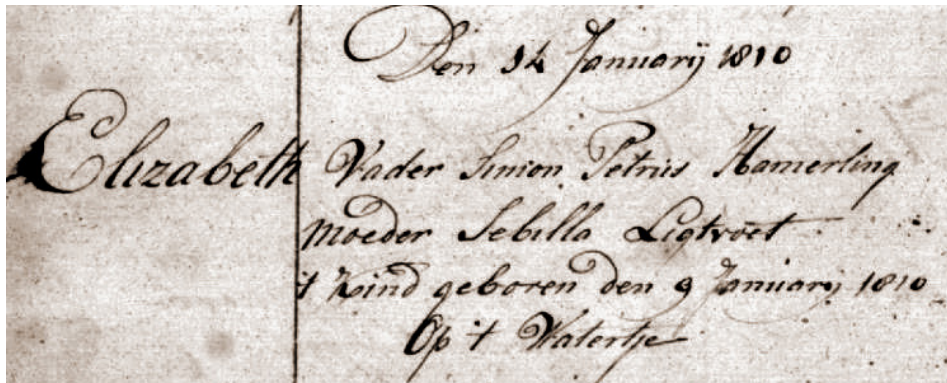 Den 14 Januarij 1810
Elizabeth Vader Simon Petrus Hamerling
Moeder Sebilla Ligtvoet
't Kind geboren den 9 Januarij 1810
Op 't Watertje